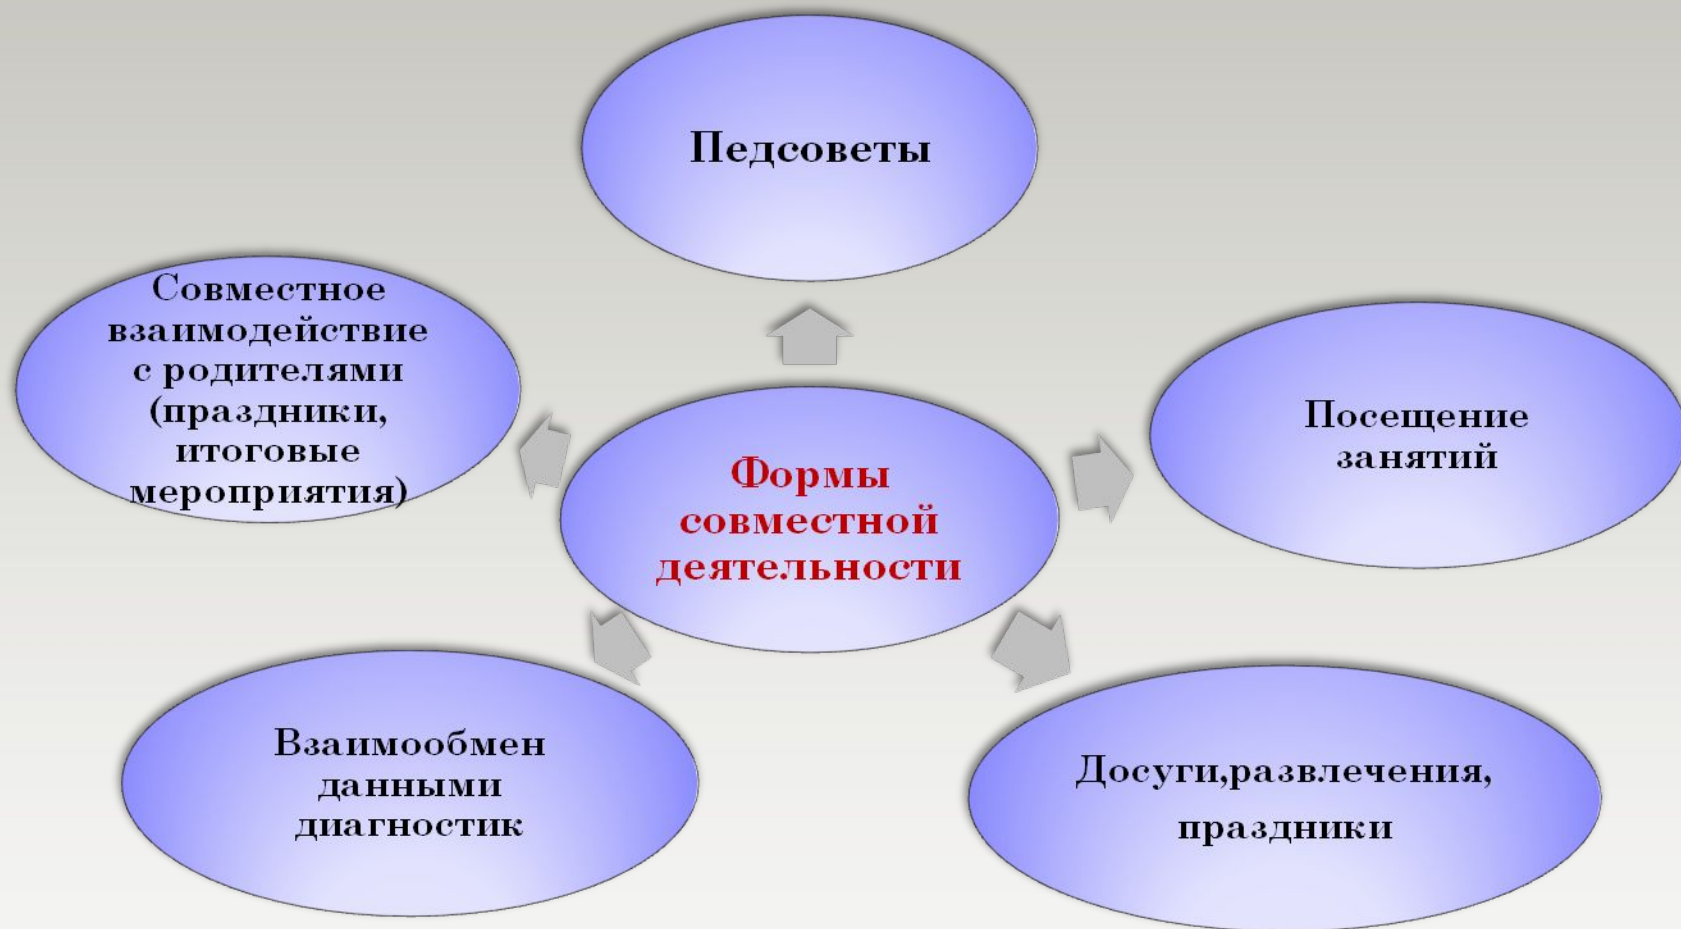 Педсоветы
Совместное
взаимодействие
с родителями
(праздники,
итоговые
мероприятия)
Посещение
занятий
Формы
совместной
деятельности
Взаимообмен
данными
диагностик
Досуги,развлечения,
праздники